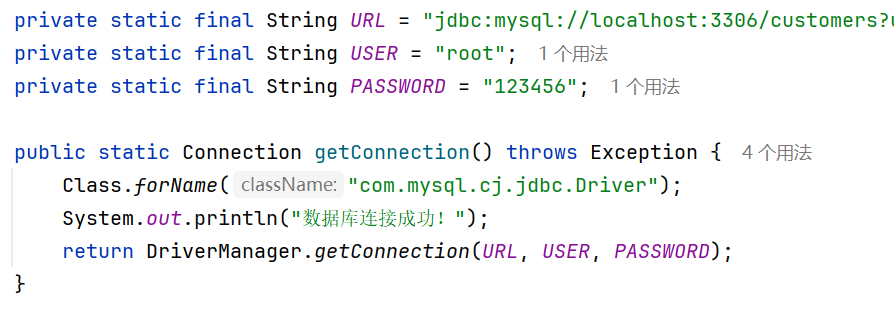 private static final String URL = "jdbc:mysql://localhost:3306/customers?
private static final String USER = "root"; 1个用法
private static final String PASSWORD = "123456"; 1个用法
public static Connection getConnection() throws Exception { 4个用法
Class.forName( className: "com.mysql.cj.jdbc.Driver");
System.out.println("数据库连接成功！");
return DriverManager.getConnection(URL, USER, PASSWORD);
}